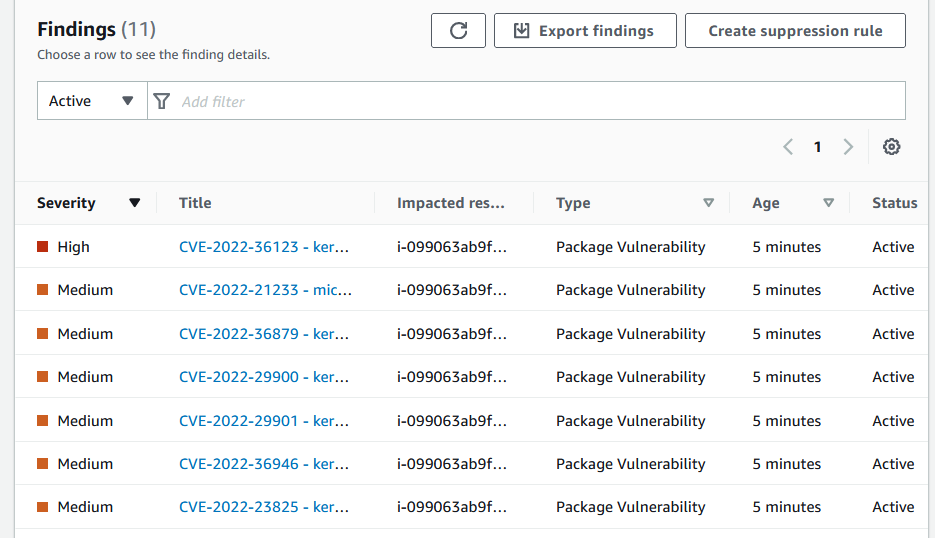 Findings (11)
Choose a row to see the finding details.
Export findings
Create suppression rule
Active
Add filter
1
Severity Title Impacted res... Type Age Status
High CVE-2022-36123 - ker... i-099063ab9f... Package Vulnerability 5 minutes Active
Medium CVE-2022-21233 - mic... i-099063ab9f... Package Vulnerability 5 minutes Active
Medium CVE-2022-36879 - ker... i-099063ab9f... Package Vulnerability 5 minutes Active
Medium CVE-2022-29900 - ker... i-099063ab9f... Package Vulnerability 5 minutes Active
Medium CVE-2022-29901 - ker... i-099063ab9f... Package Vulnerability 5 minutes Active
Medium CVE-2022-36946 - ker... i-099063ab9f... Package Vulnerability 5 minutes Active
Medium CVE-2022-23825 - ker... i-099063ab9f... Package Vulnerability 5 minutes Active